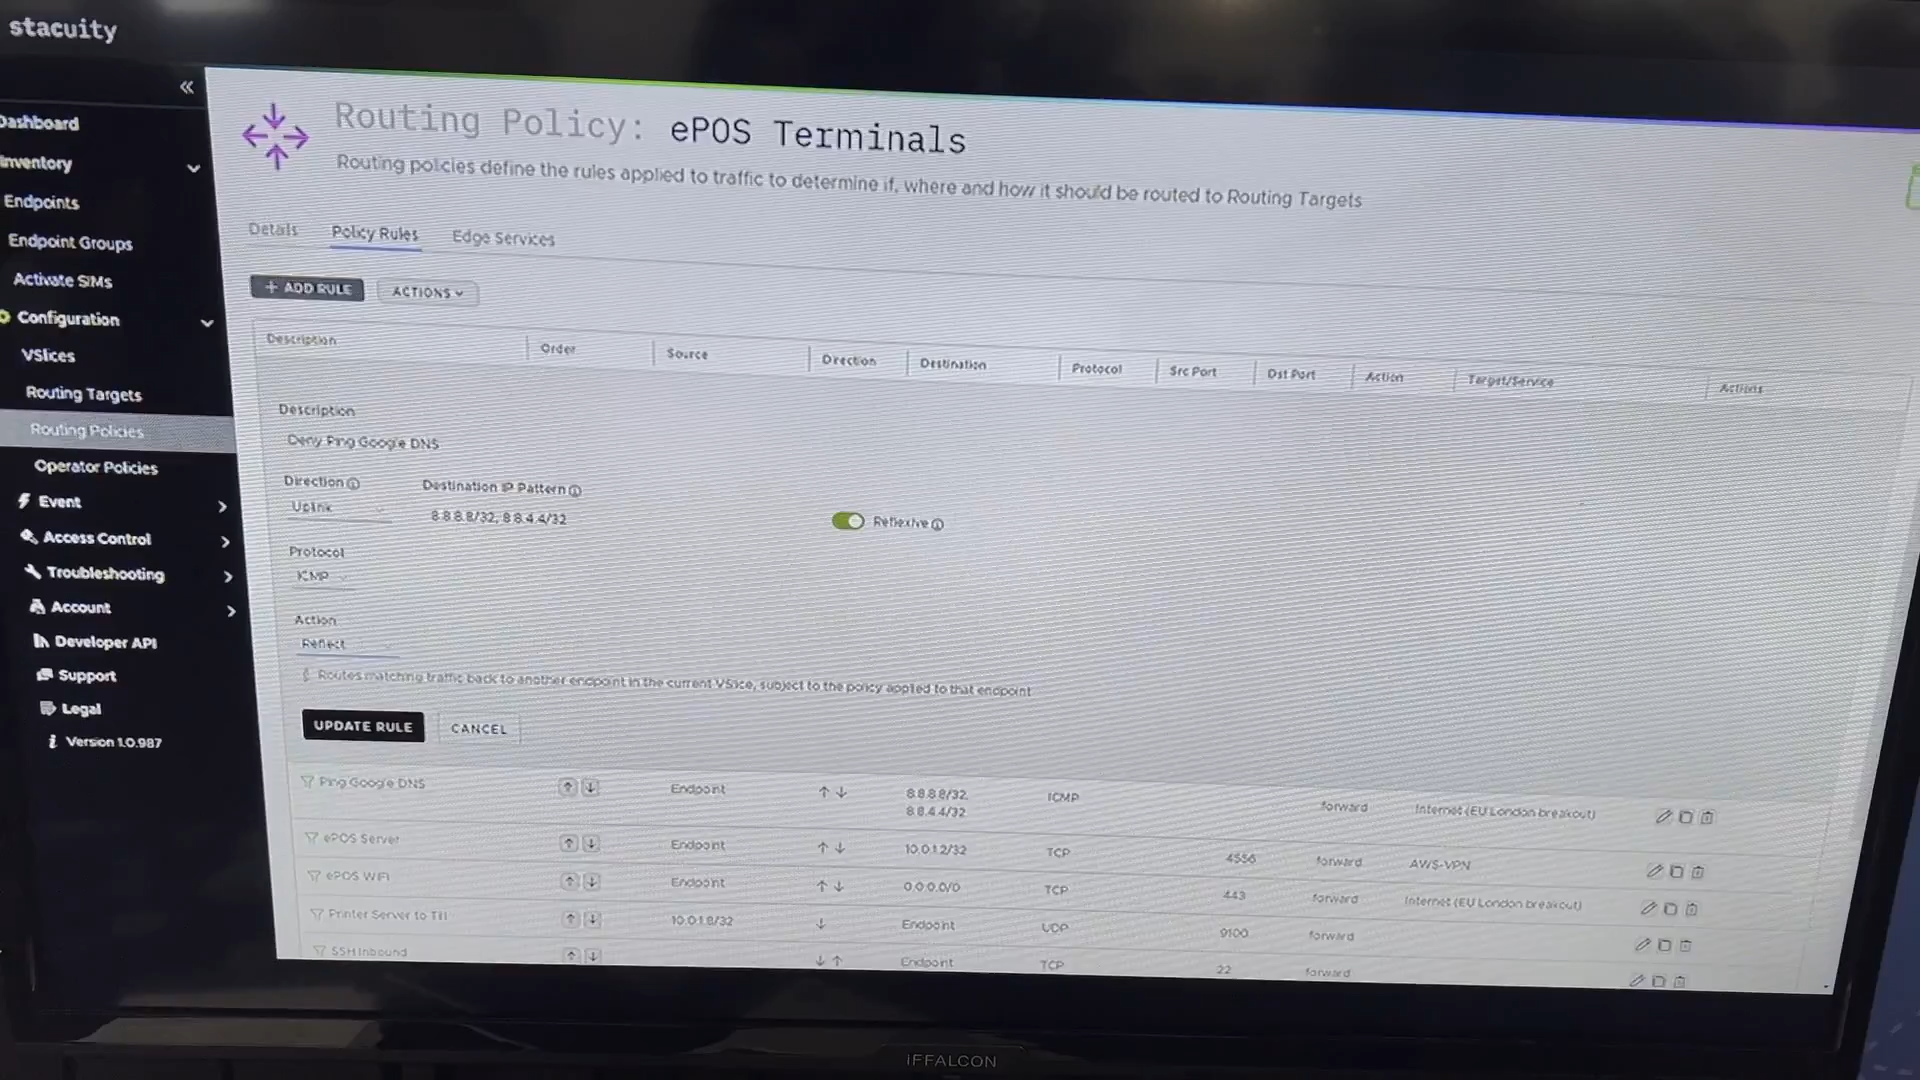 stacuity
Dashboard
Inventory
Endpoints
Endpoint Groups
Activate SIMs
Configuration
VSlices
Routing Targets
Routing Policies
Operator Policies
Event
Access Control
Troubleshooting
Account
Developer API
Support
Legal
Version 1.0.987
Routing Policy: ePOS Terminals
Routing policies define the rules applied to traffic to determine if, where and how it should be routed to Routing Targets
Details Policy Rules Edge Services
+ ADD RULE ACTIONS
Description Order Source Direction Destination Protocol Src Port Dst Port Action Target/Service Actions
Description
Deny Ping Google DNS
Direction Destination IP Pattern
Uplink 8.8.8.8/32, 8.8.4.4/32 Reflexive
Protocol
ICMP
Action
Reflect
Routes matching traffic back to another endpoint in the current VSlice, subject to the policy applied to that endpoint
UPDATE RULE CANCEL
Ping Google DNS Endpoint 8.8.8.8/32, ICMP forward Internet (EU London breakout)
8.8.4.4/32
ePOS Server Endpoint 10.0.1.2/32 TCP 4556 forward AWS-VPN
ePOS WiFi Endpoint 0.0.0.0/0 TCP 443 forward Internet (EU London breakout)
Printer Server to Till 10.0.1.8/32 Endpoint UDP 9100 forward
SSH Inbound Endpoint TCP 22 forward
iFFALCON